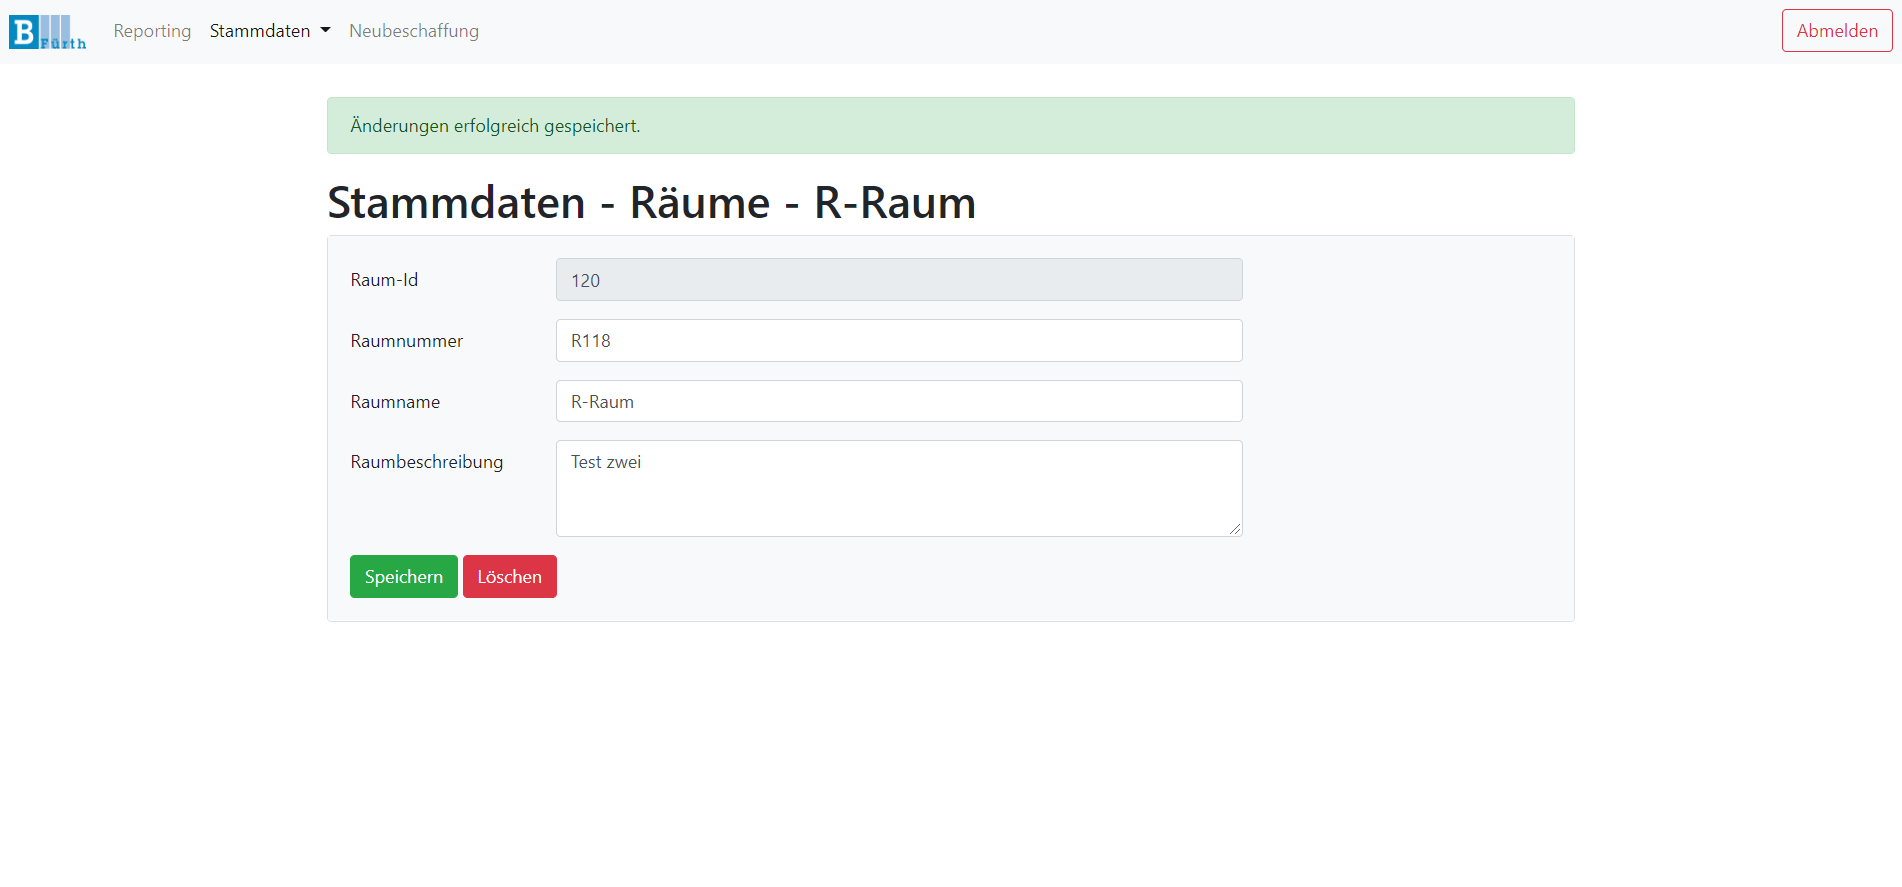 B Fürth Reporting Stammdaten Neubeschaffung Abmelden
Änderungen erfolgreich gespeichert.
Stammdaten - Räume - R-Raum
Raum-Id 120
Raumnummer R118
Raumname R-Raum
Raumbeschreibung Test zwei
Speichern Löschen